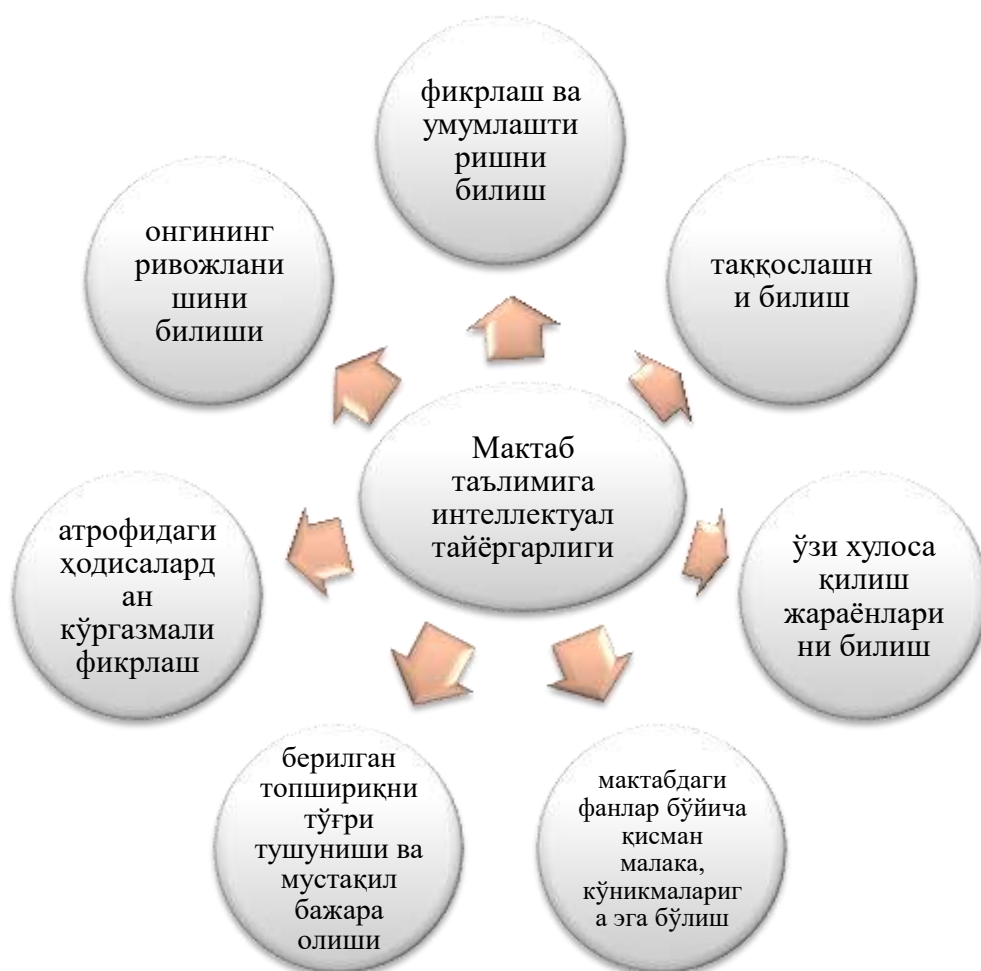 фикрлаш ва
умумлашти
ришни
билиш
онгининг
ривожлани
шини
билиши
таққослашн
и билиш
Мактаб
таълимига
интеллектуал
тайёргарлиги
атрофидаги
ҳодисалард
ан
кўргазмали
фикрлаш
ўзи хулоса
қилиш
жараёнлари
ни билиш
берилган
топшириқни
тўғри
тушуниши ва
мустақил
бажара
олиши
мактабдаги
фанлар бўйича
қисман
малака,
кўникмалариг
а эга бўлиш